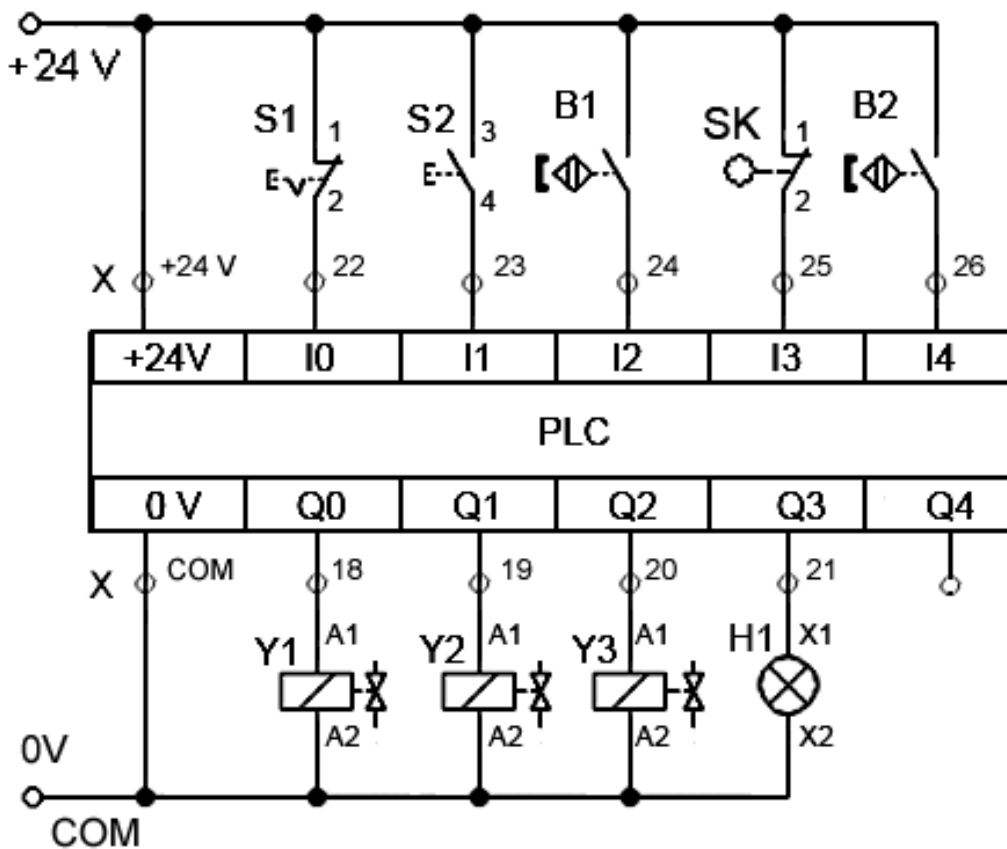 +24 V
S1 1 S2 3 B1 SK 1 B2
2 4 2
X +24 V 22 23 24 25 26
+24V I0 I1 I2 I3 I4
PLC
0 V Q0 Q1 Q2 Q3 Q4
X COM 18 19 20 21
Y1 A1 Y2 A1 Y3 A1 H1 X1
A2 A2 A2 X2
0V
COM